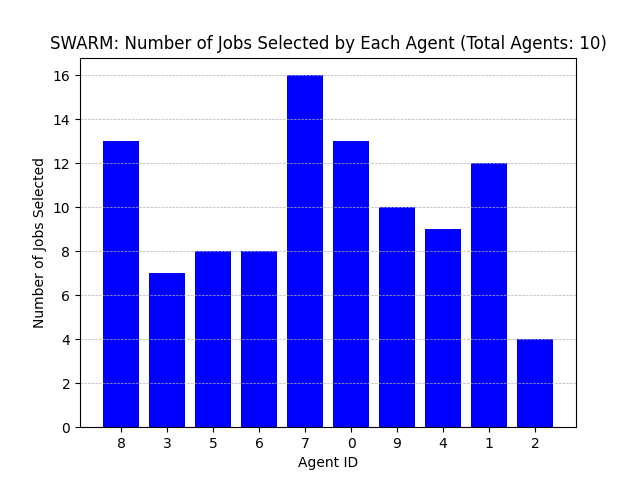 SWARM: Number of Jobs Selected by Each Agent (Total Agents: 10)
16
14
12
10
8
6
4
2
0
Number of Jobs Selected
8 3 5 6 7 0 9 4 1 2
Agent ID